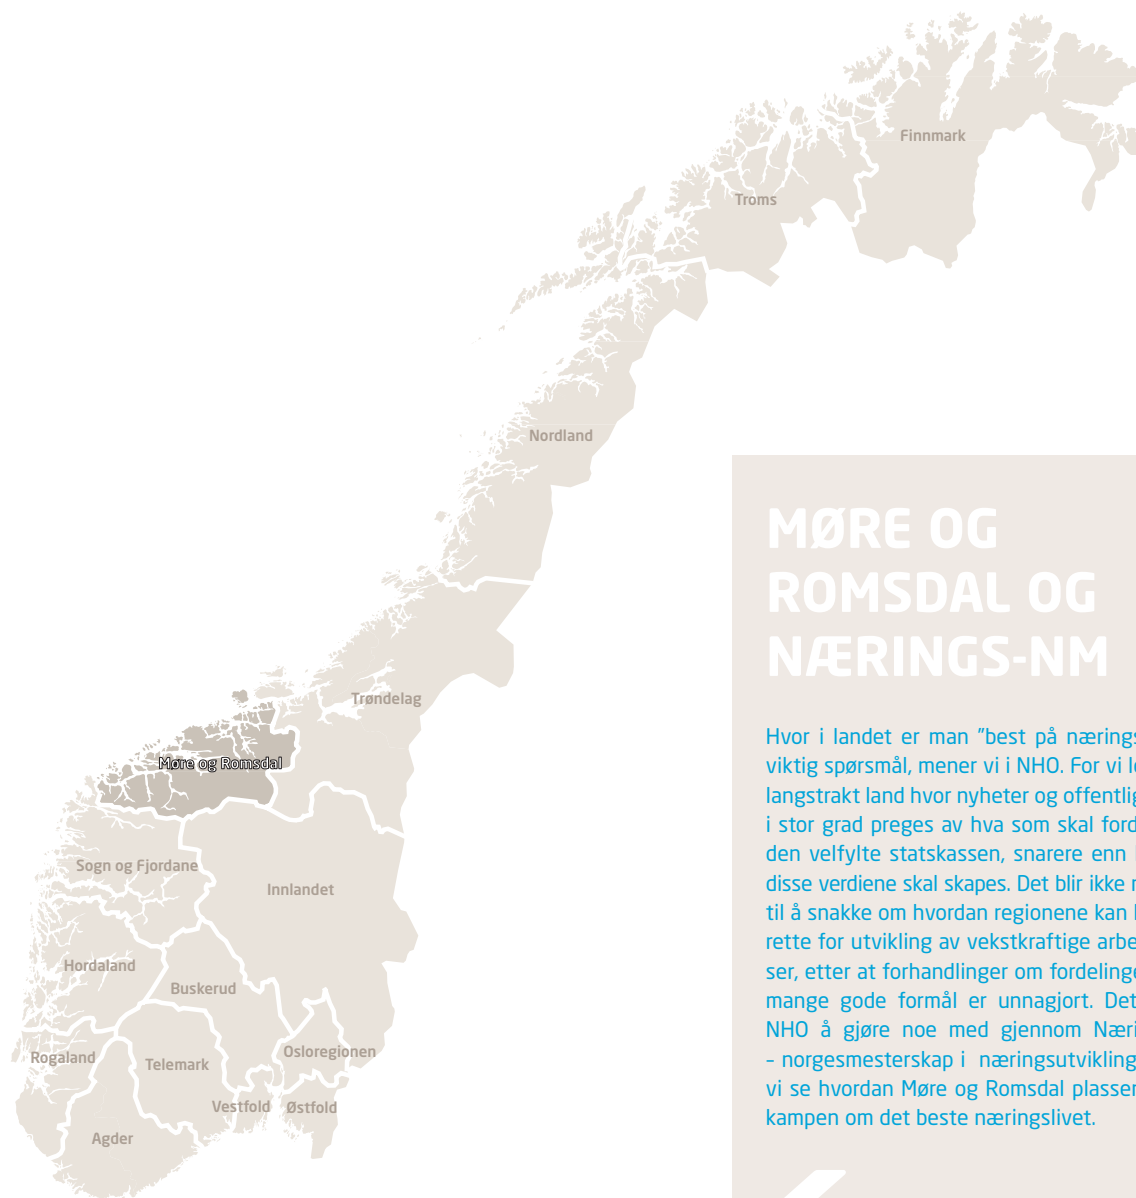 Finnmark
Troms
Nordland
Trøndelag
Møre og Romsdal
Sogn og Fjordane
Innlandet
Hordaland
Buskerud
Rogaland
Telemark
Osloregionen
Vestfold
Østfold
Agder
MØRE OG
ROMSDAL OG
NÆRINGS-NM
Hvor i landet er man "best på nærings
viktig spørsmål, mener vi i NHO. For vi
langstrakt land hvor nyheter og offentlig
i stor grad preges av hva som skal ford
den velfylte statskassen, snarere enn
disse verdiene skal skapes. Det blir ikke
til å snakke om hvordan regionene kan
rette for utvikling av vekstkraftige arbe
ser, etter at forhandlinger om fordelinge
mange gode formål er unnagjort. Det
NHO å gjøre noe med gjennom Næri
– norgesmesterskap i næringsutvikling
vi se hvordan Møre og Romsdal plasser
kampen om det beste næringslivet.